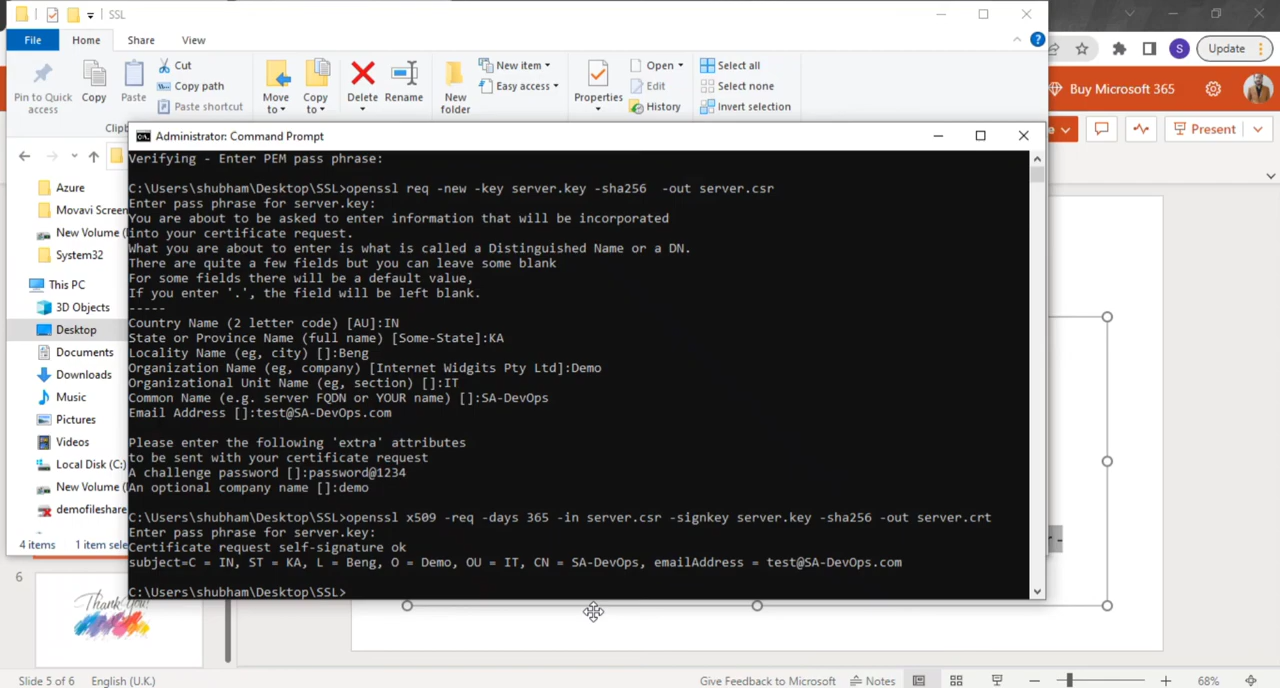 SSL
File Home Share View
Update
Pin to Quick access
Copy
Paste
Cut
Copy path
Paste shortcut
Move to
Copy to
Delete
Rename
New folder
New item
Easy access
Properties
Open
Edit
History
Select all
Select none
Invert selection
Clipb
Buy Microsoft 365
S
e
Present
Azure
Movavi Screen
New Volume (
System32
This PC
3D Objects
Desktop
Documents
Downloads
Music
Pictures
Videos
Local Disk (C:)
New Volume (
demofileshare
4 items 1 item sele
Administrator: Command Prompt
Verifying - Enter PEM pass phrase:
C:\Users\shubham\Desktop\SSL>openssl req -new -key server.key -sha256  -out server.csr
Enter pass phrase for server.key:
You are about to be asked to enter information that will be incorporated
into your certificate request.
What you are about to enter is what is called a Distinguished Name or a DN.
There are quite a few fields but you can leave some blank
For some fields there will be a default value,
If you enter '.', the field will be left blank.
-----
Country Name (2 letter code) [AU]:IN
State or Province Name (full name) [Some-State]:KA
Locality Name (eg, city) []:Beng
Organization Name (eg, company) [Internet Widgits Pty Ltd]:Demo
Organizational Unit Name (eg, section) []:IT
Common Name (e.g. server FQDN or YOUR name) []:SA-DevOps
Email Address []:test@SA-DevOps.com
Please enter the following 'extra' attributes
to be sent with your certificate request
A challenge password []:password@1234
An optional company name []:demo
C:\Users\shubham\Desktop\SSL>openssl x509 -req -days 365 -in server.csr -signkey server.key -sha256 -out server.crt
Enter pass phrase for server.key:
Certificate request self-signature ok
subject=C = IN, ST = KA, L = Beng, O = Demo, OU = IT, CN = SA-DevOps, emailAddress = test@SA-DevOps.com
C:\Users\shubham\Desktop\SSL>
r -
6
Thank You!
Slide 5 of 6 English (U.K.) Give Feedback to Microsoft Notes 68%